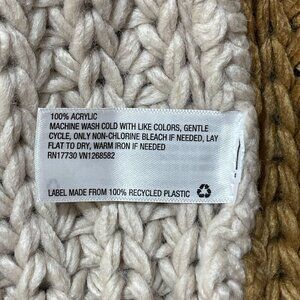 100% ACRYLIC
MACHINE WASH COLD WITH LIKE COLORS, GENTLE
CYCLE, ONLY NON-CHLORINE BLEACH IF NEEDED, LAY
FLAT TO DRY, WARM IRON IF NEEDED
RN17730 VN1268582
LABEL MADE FROM 100% RECYCLED PLASTIC